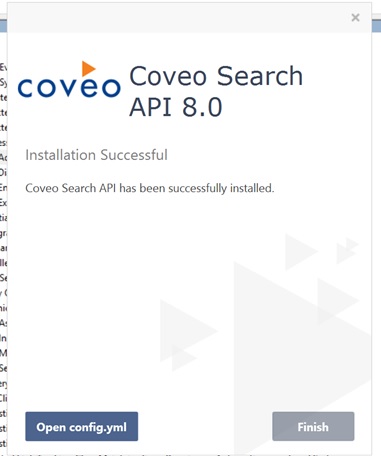 coveo
Coveo Search
API 8.0
Installation Successful
Coveo Search API has been successfully installed.
Open config.yml
Finish